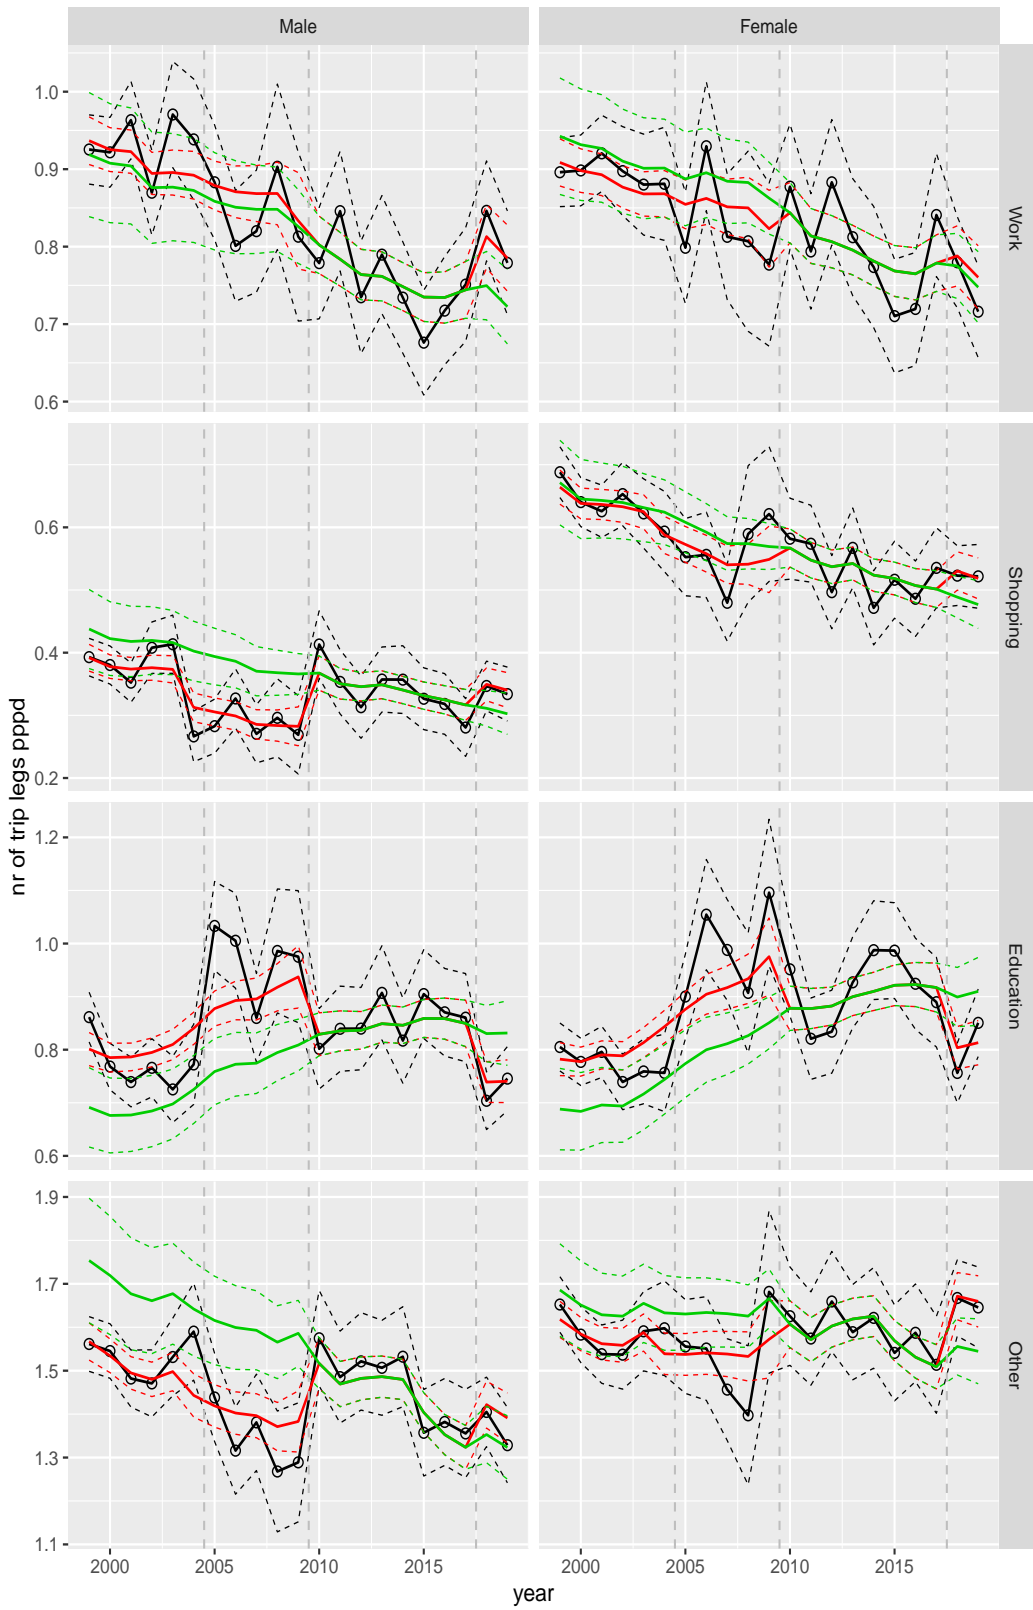 Male Female
1.0
0.9
0.8
0.7
0.6
Work
0.6
0.4
0.2
Shopping
1.2
1.0
0.8
0.6
Education
1.9
1.7
1.5
1.3
1.1
Other
nr of trip legs pppd
2000 2005 2010 2015 2000 2005 2010 2015
year